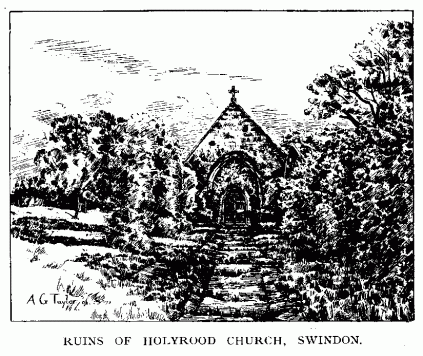 A G Taylor
RUINS OF HOLYROOD CHURCH, SWINDON.